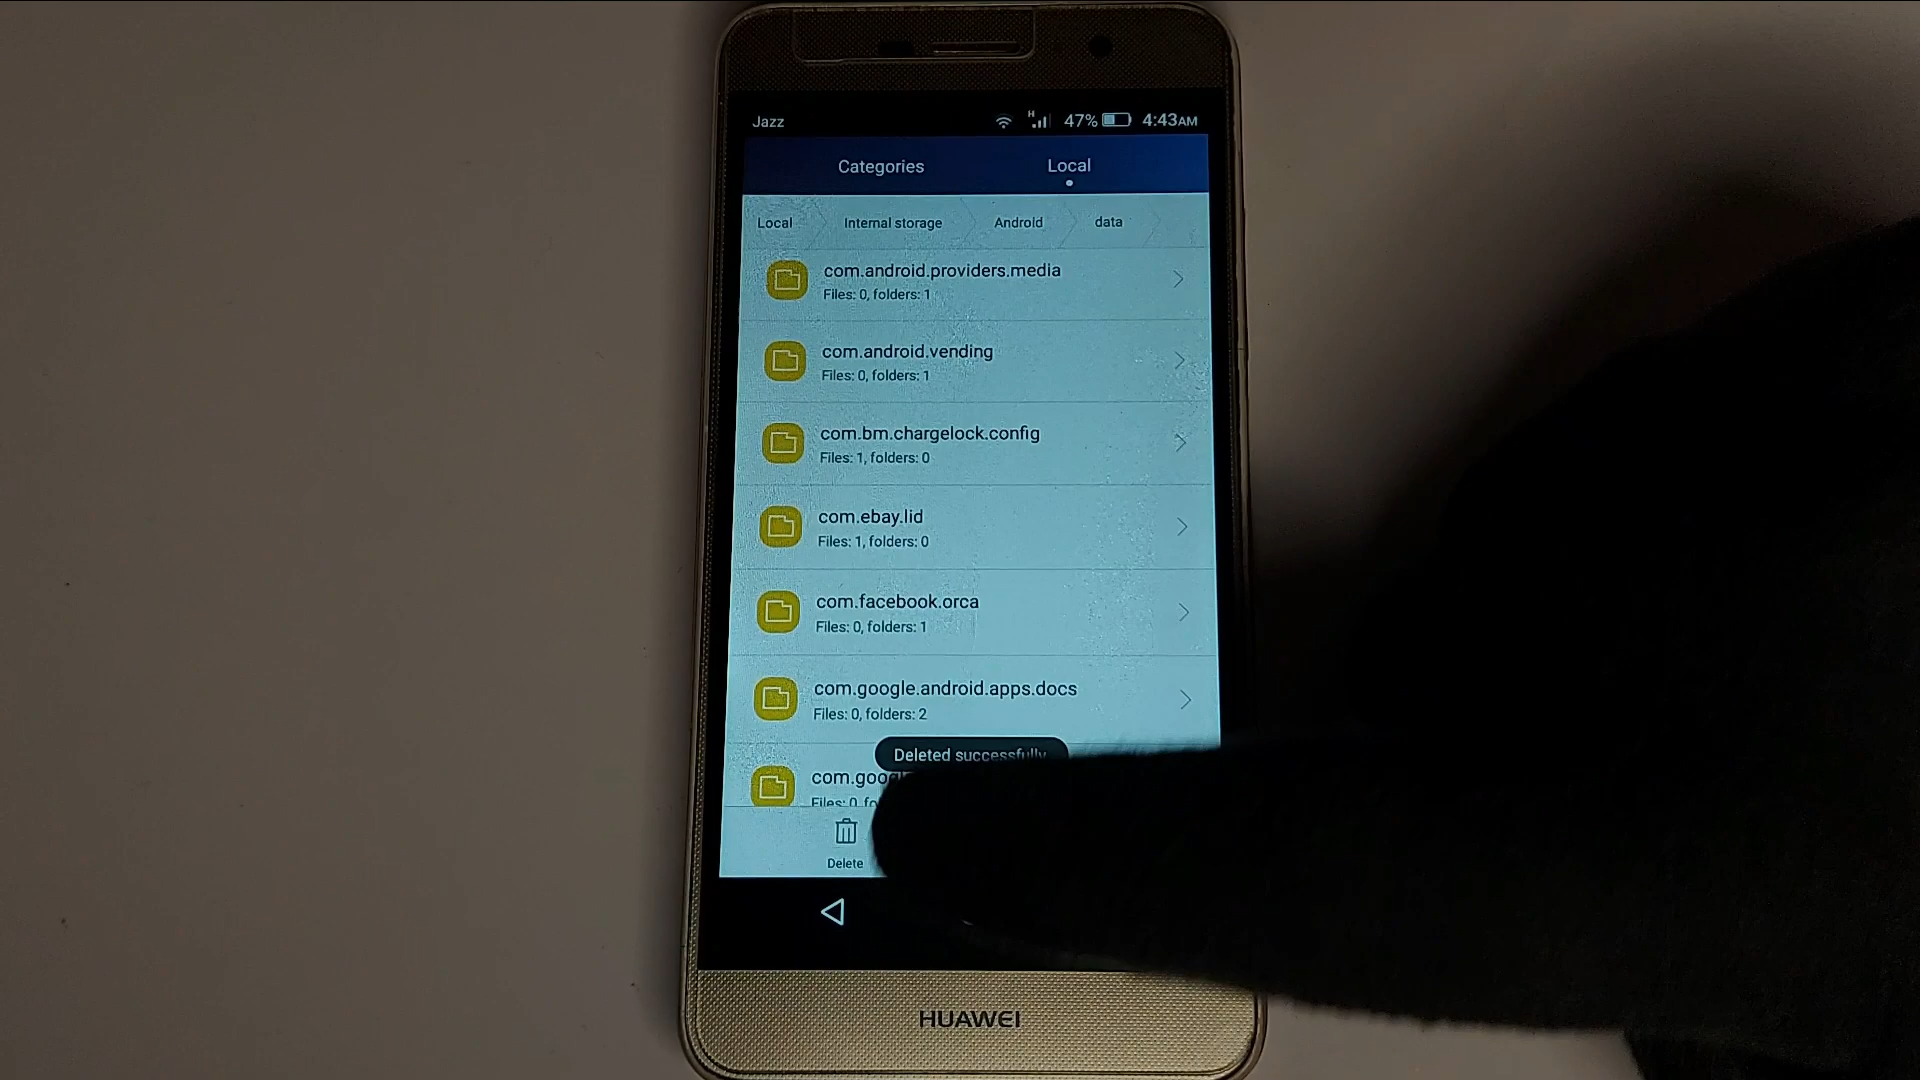 Jazz
H 47% 4:43AM
Categories Local
Local Internal storage Android data
com.android.providers.media
Files: 0, folders: 1
com.android.vending
Files: 0, folders: 1
com.bm.chargelock.config
Files: 1, folders: 0
com.ebay.lid
Files: 1, folders: 0
com.facebook.orca
Files: 0, folders: 1
com.google.android.apps.docs
Files: 0, folders: 2
Deleted successfully
Delete
HUAWEI